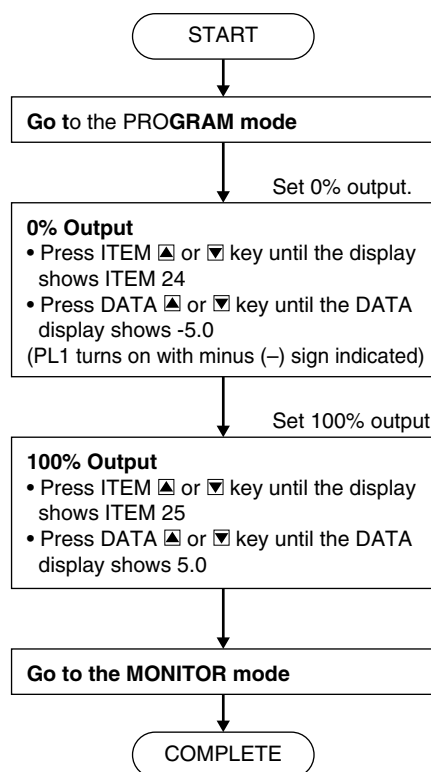 START
Go to the PROGRAM mode
Set 0% output.
0% Output
• Press ITEM ▲ or ▼ key until the display
shows ITEM 24
• Press DATA ▲ or ▼ key until the DATA
display shows -5.0
(PL1 turns on with minus (–) sign indicated)
Set 100% output
100% Output
• Press ITEM ▲ or ▼ key until the display
shows ITEM 25
• Press DATA ▲ or ▼ key until the DATA
display shows 5.0
Go to the MONITOR mode
COMPLETE